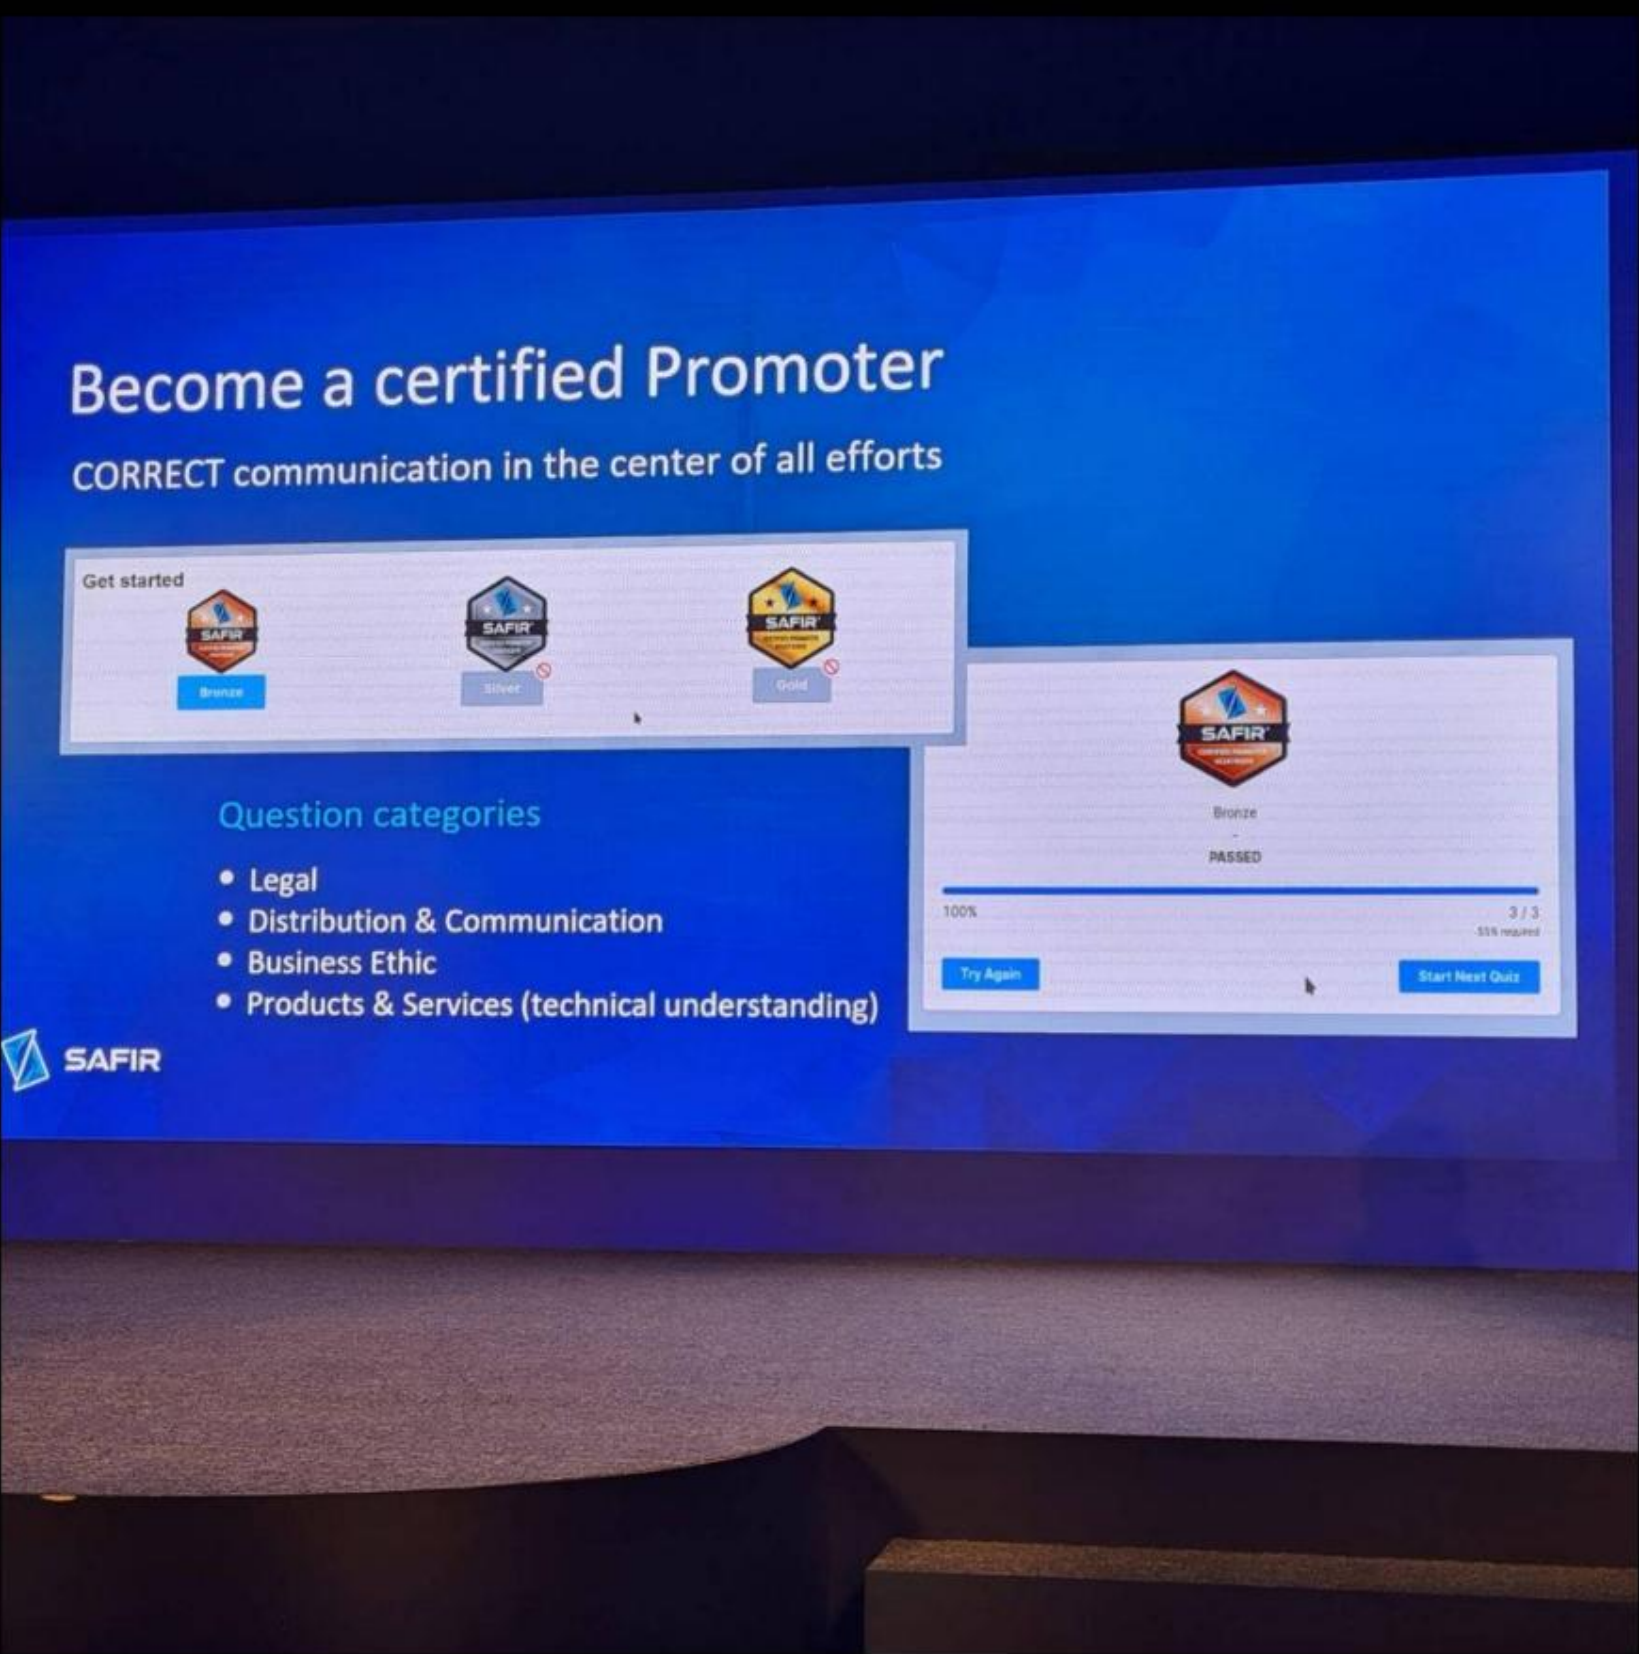 Become a certified Promoter
CORRECT communication in the center of all efforts
Get started
SAFIR
Bronze
SAFIR
Silver
SAFIR
Gold
Question categories
• Legal
• Distribution & Communication
• Business Ethic
• Products & Services (technical understanding)
SAFIR
Bronze
-
PASSED
100%
3 / 3
55% required
Try Again
Start Next Quiz
SAFIR